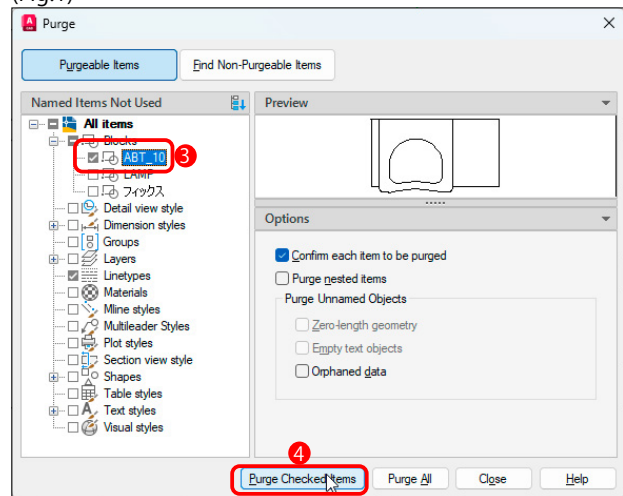 Purge
Purgeable Items
Find Non-Purgeable Items
Named Items Not Used
All items
Blocks
ABT_10
3
LAMP
フィックス
Detail view style
Dimension styles
Groups
Layers
Linetypes
Materials
Mline styles
Multileader Styles
Plot styles
Section view style
Shapes
Table styles
Text styles
Visual styles
Preview
Options
Confirm each item to be purged
Purge nested items
Purge Unnamed Objects
Zero-length geometry
Empty text objects
Orphaned data
4
Purge Checked Items
Purge All
Close
Help